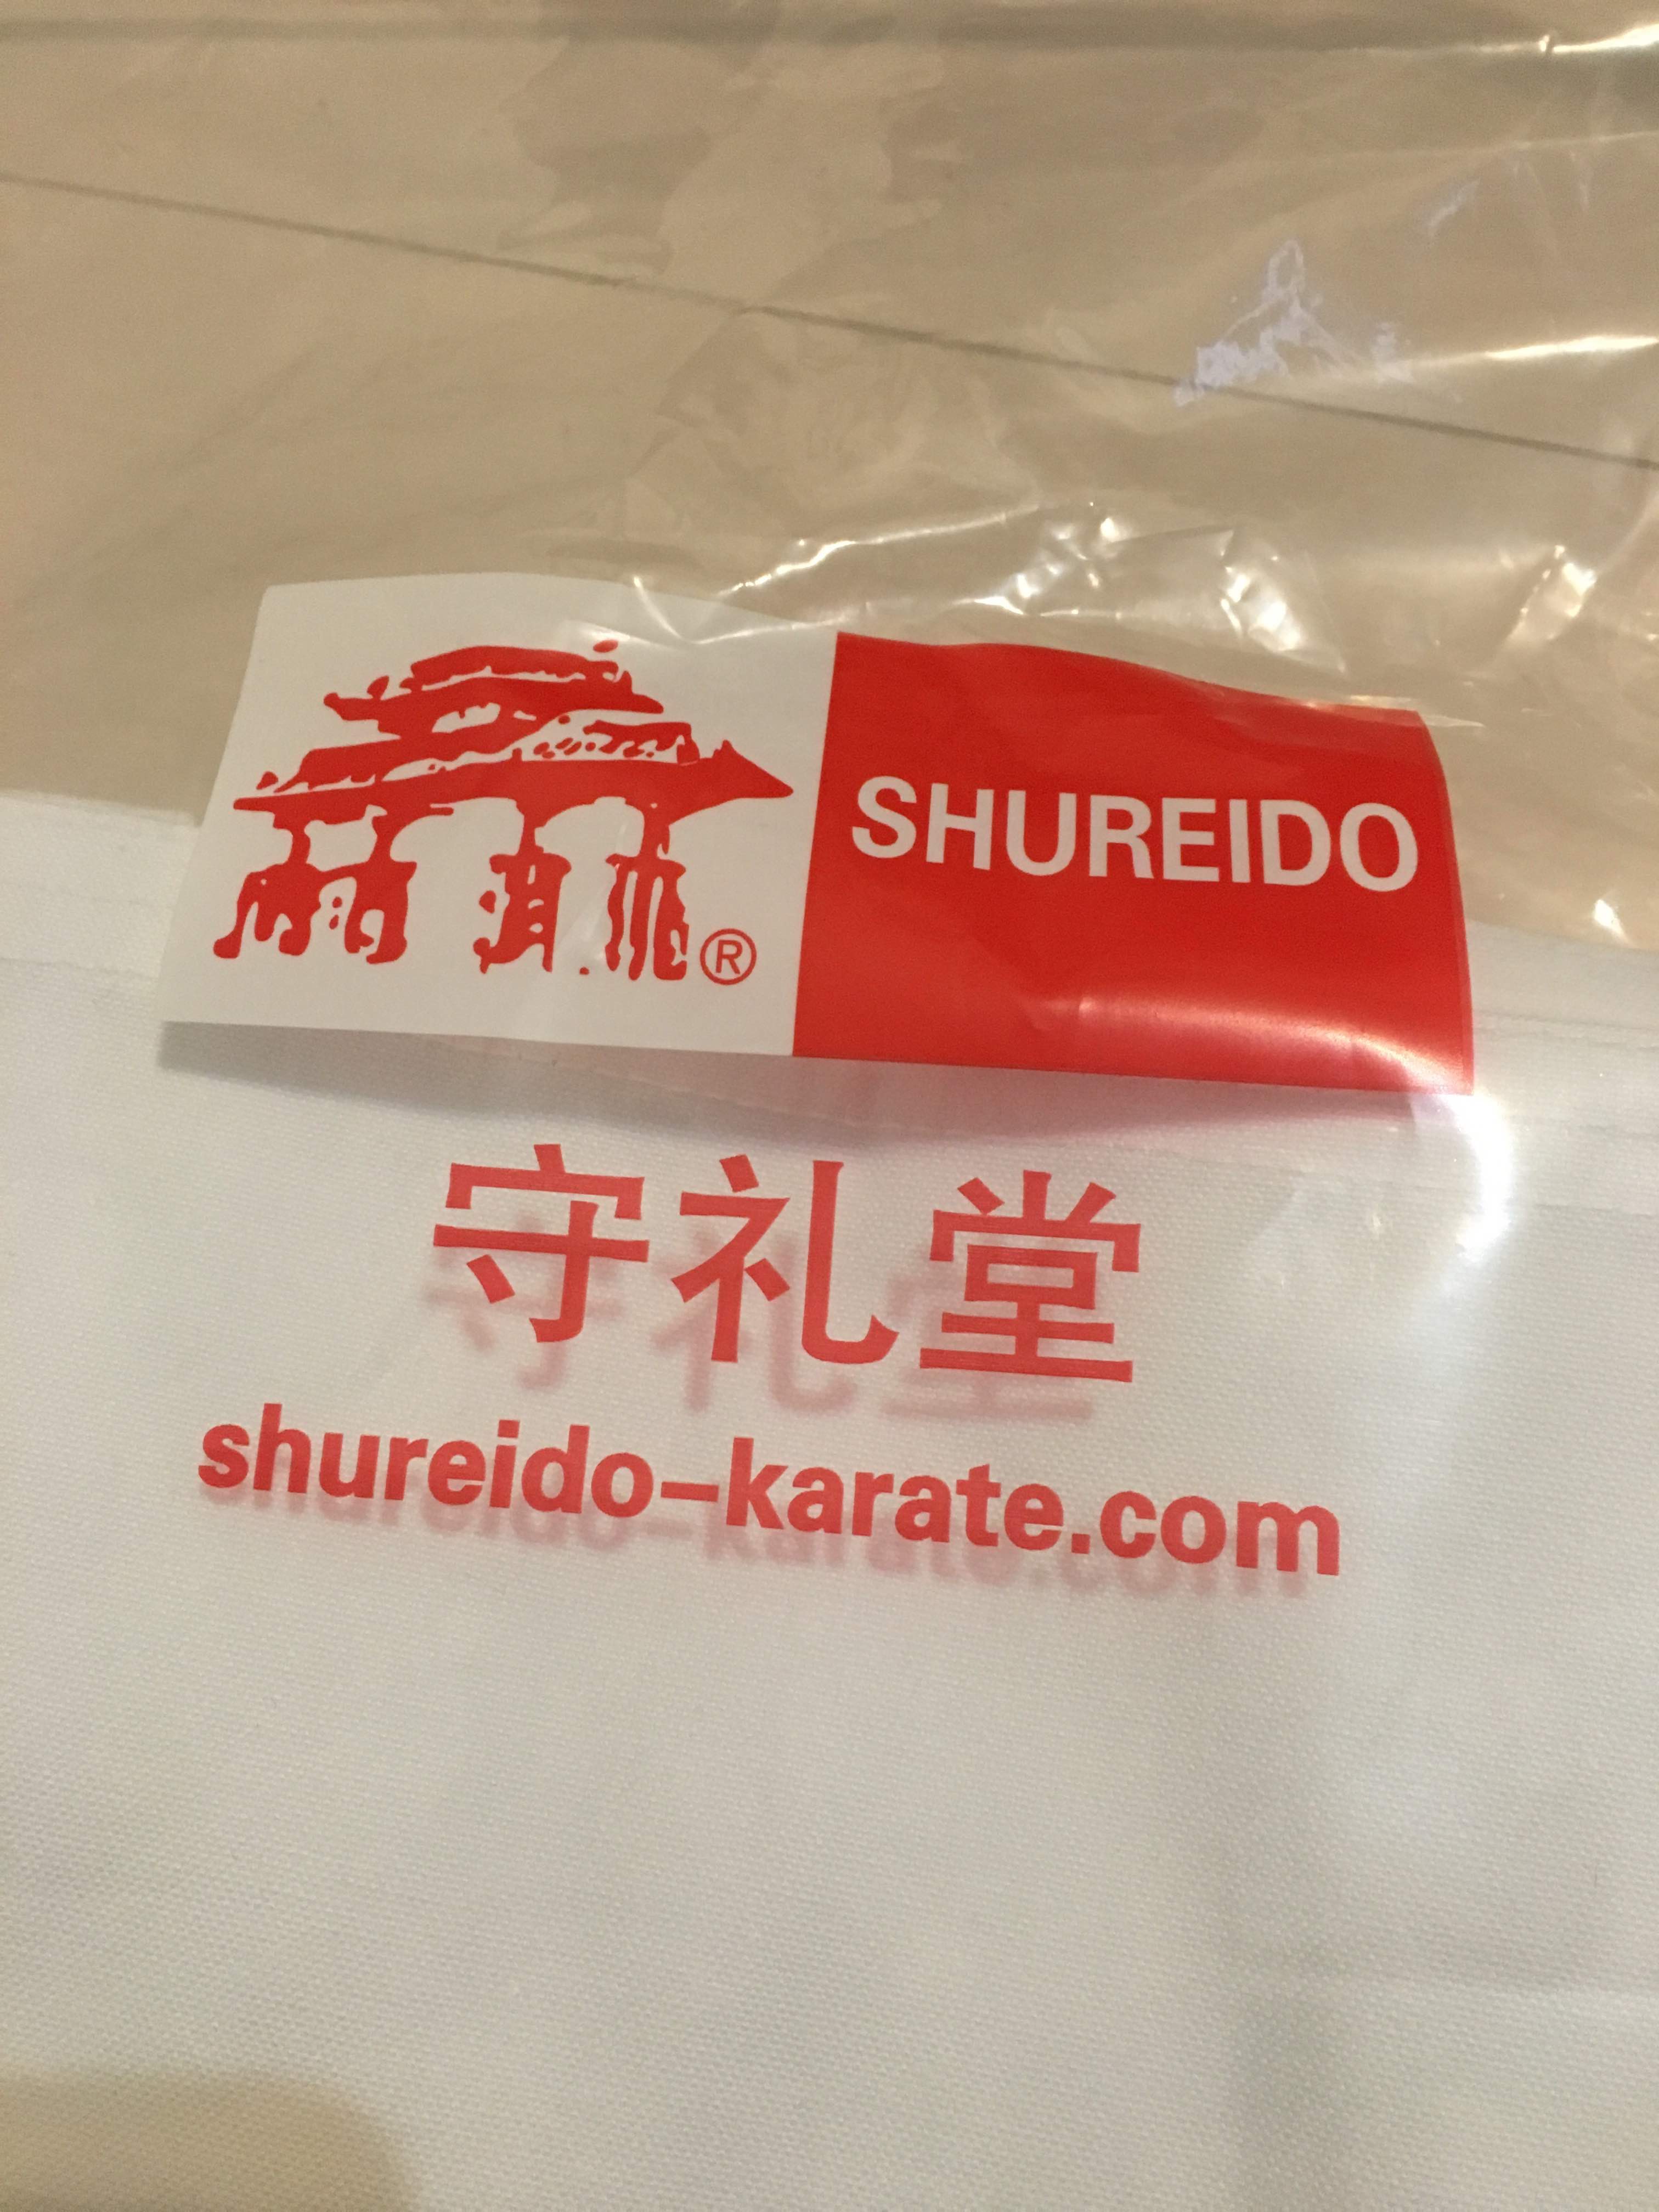 SHUREIDO
®
守礼堂
shureido-karate.com